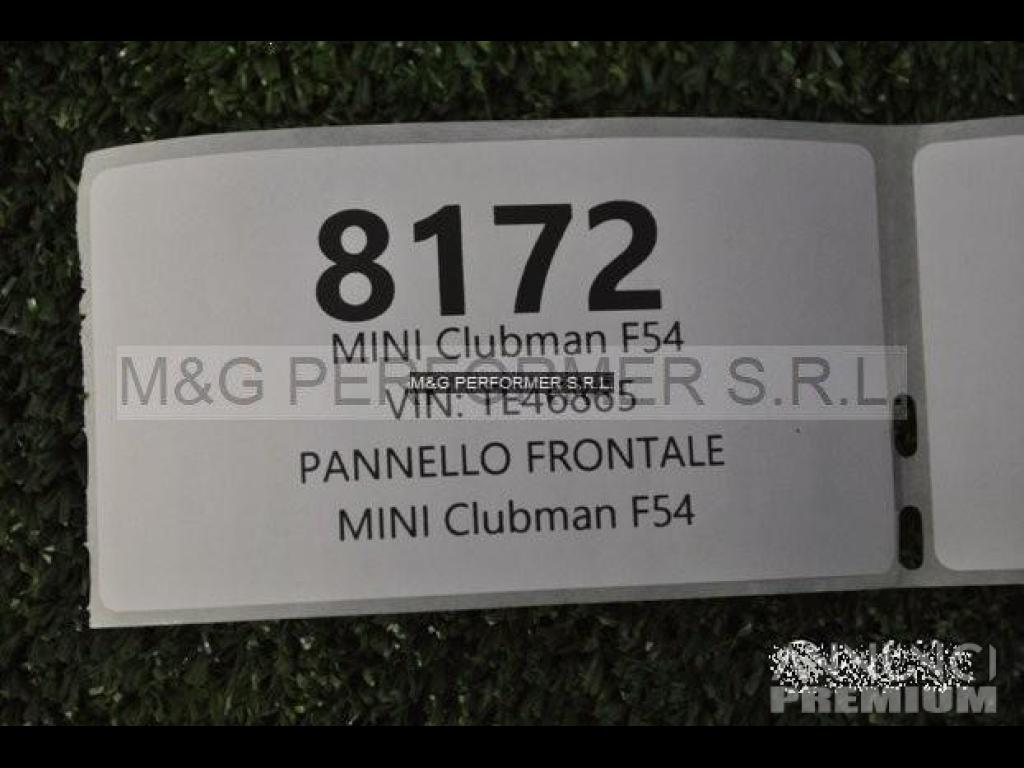 8172
MINI Clubman F54
M&G PERFORMER S.R.L.
M&G PERFORMER S.R.L.
VIN: TE46865
PANNELLO FRONTALE
MINI Clubman F54
PREMIUM